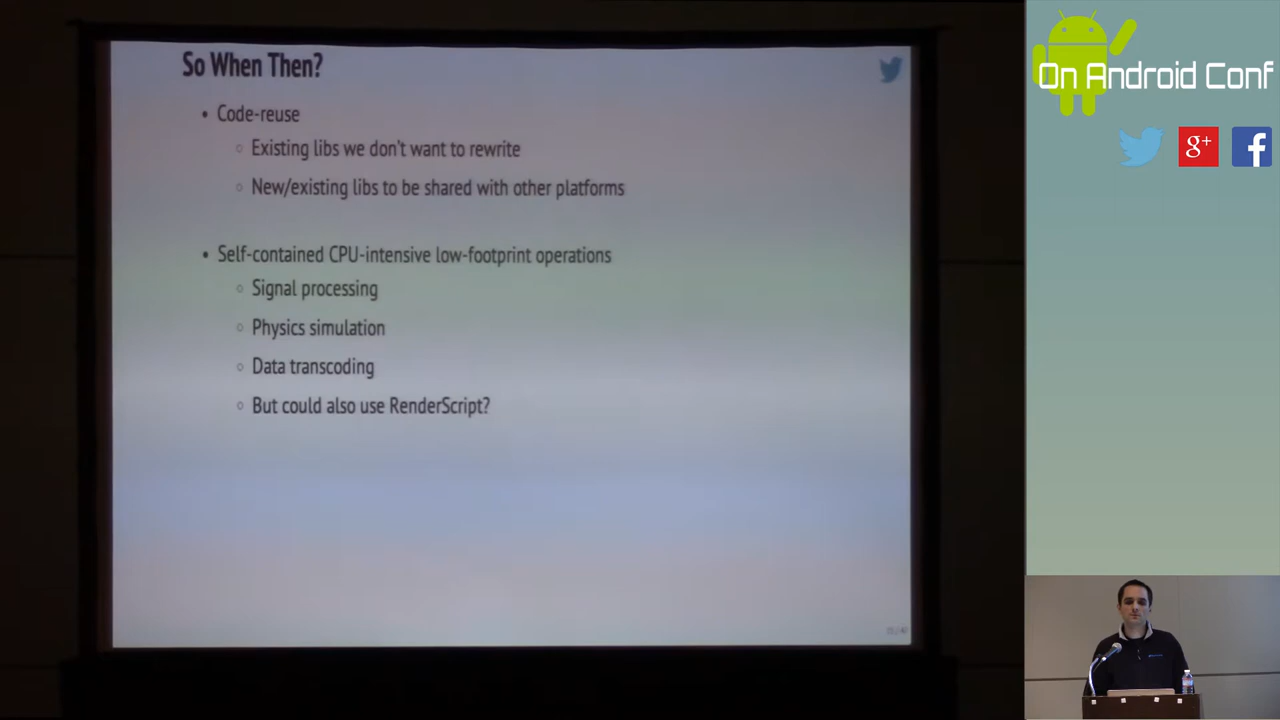 So When Then?
• Code-reuse
○ Existing libs we don't want to rewrite
○ New/existing libs to be shared with other platforms
• Self-contained CPU-intensive low-footprint operations
○ Signal processing
○ Physics simulation
○ Data transcoding
○ But could also use RenderScript?
On Android Conf
g+
f